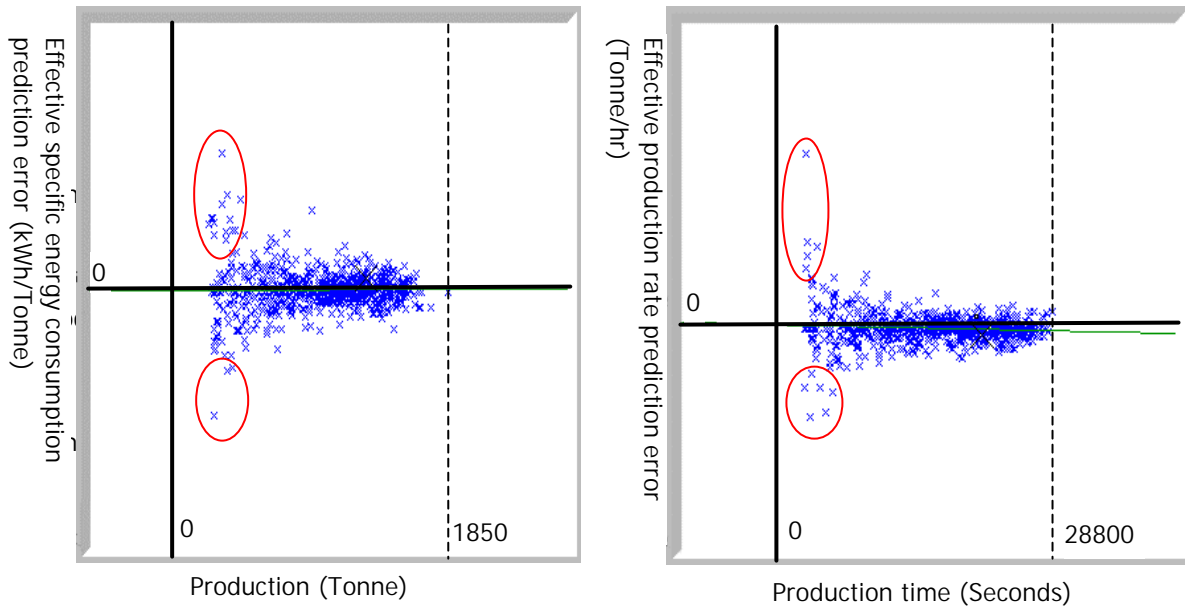 Effective specific energy consumption
prediction error (kWh/Tonne)
0
0
1850
Production (Tonne)
Effective production rate prediction error
(Tonne/hr)
0
0
28800
Production time (Seconds)